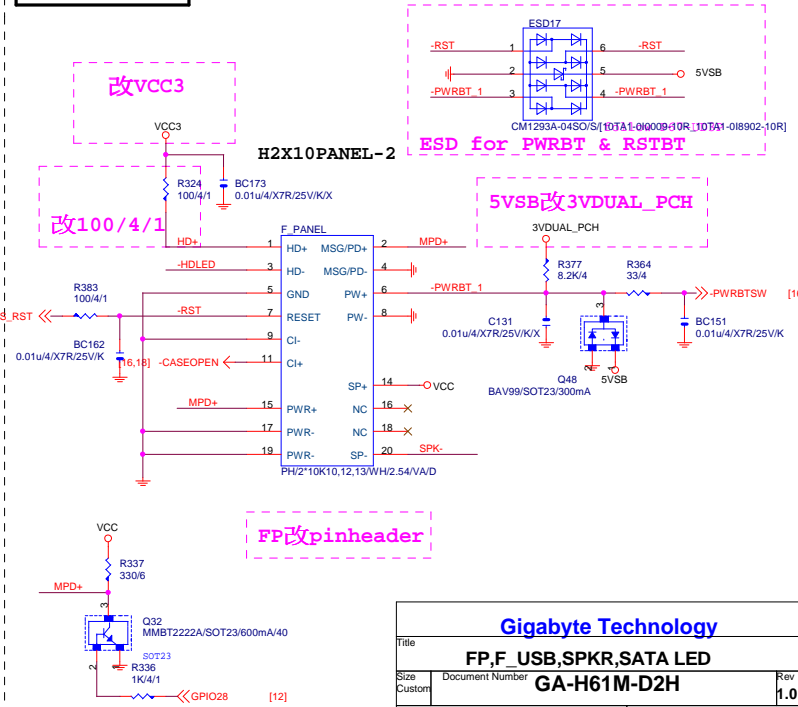 ESD17
-RST 1 6 -RST
2 5 5VSB
-PWRBT_1 3 4 -PWRBT_1
ESD for PWRBT & RSTBT
改VCC3
VCC3
H2X10PANEL-2
R324
100/4/1
BC173
0.01u/4/X7R/25V/K/X
改100/4/1
5VSB改3VDUAL_PCH
3VDUAL_PCH
F_PANEL
HD+ 1 HD+ MSG/PD+ 2 MPD+
-HDLED 3 HD- MSG/PD- 4
5 GND PW+ 6 -PWRBT_1
-RST 7 RESET PW- 8
9 CI-
[16,18] -CASEOPEN 11 CI+
SP+ 14 VCC
MPD+ 15 PWR+ NC 16
17 PWR- NC 18
19 PWR- SP- 20 SPK-
PH/2*10K10,12,13/WH/2.54/VA/D
R383
100/4/1
S_RST
BC162
0.01u/4/X7R/25V/K
R377
8.2K/4
R364
33/4
-PWRBTSW
C131
0.01u/4/X7R/25V/K/X
3
2 1
Q48
5VSB
BAV99/SOT23/300mA
BC151
0.01u/4/X7R/25V/K
FP改pinheader
VCC
R337
330/6
MPD+
3
Q32
MMBT2222A/SOT23/600mA/40
SOT23
2
R336
1K/4/1
GPIO28 [12]
Gigabyte Technology
Title
FP,F_USB,SPKR,SATA LED
Size
Custom
Document Number
GA-H61M-D2H
Rev
1.0